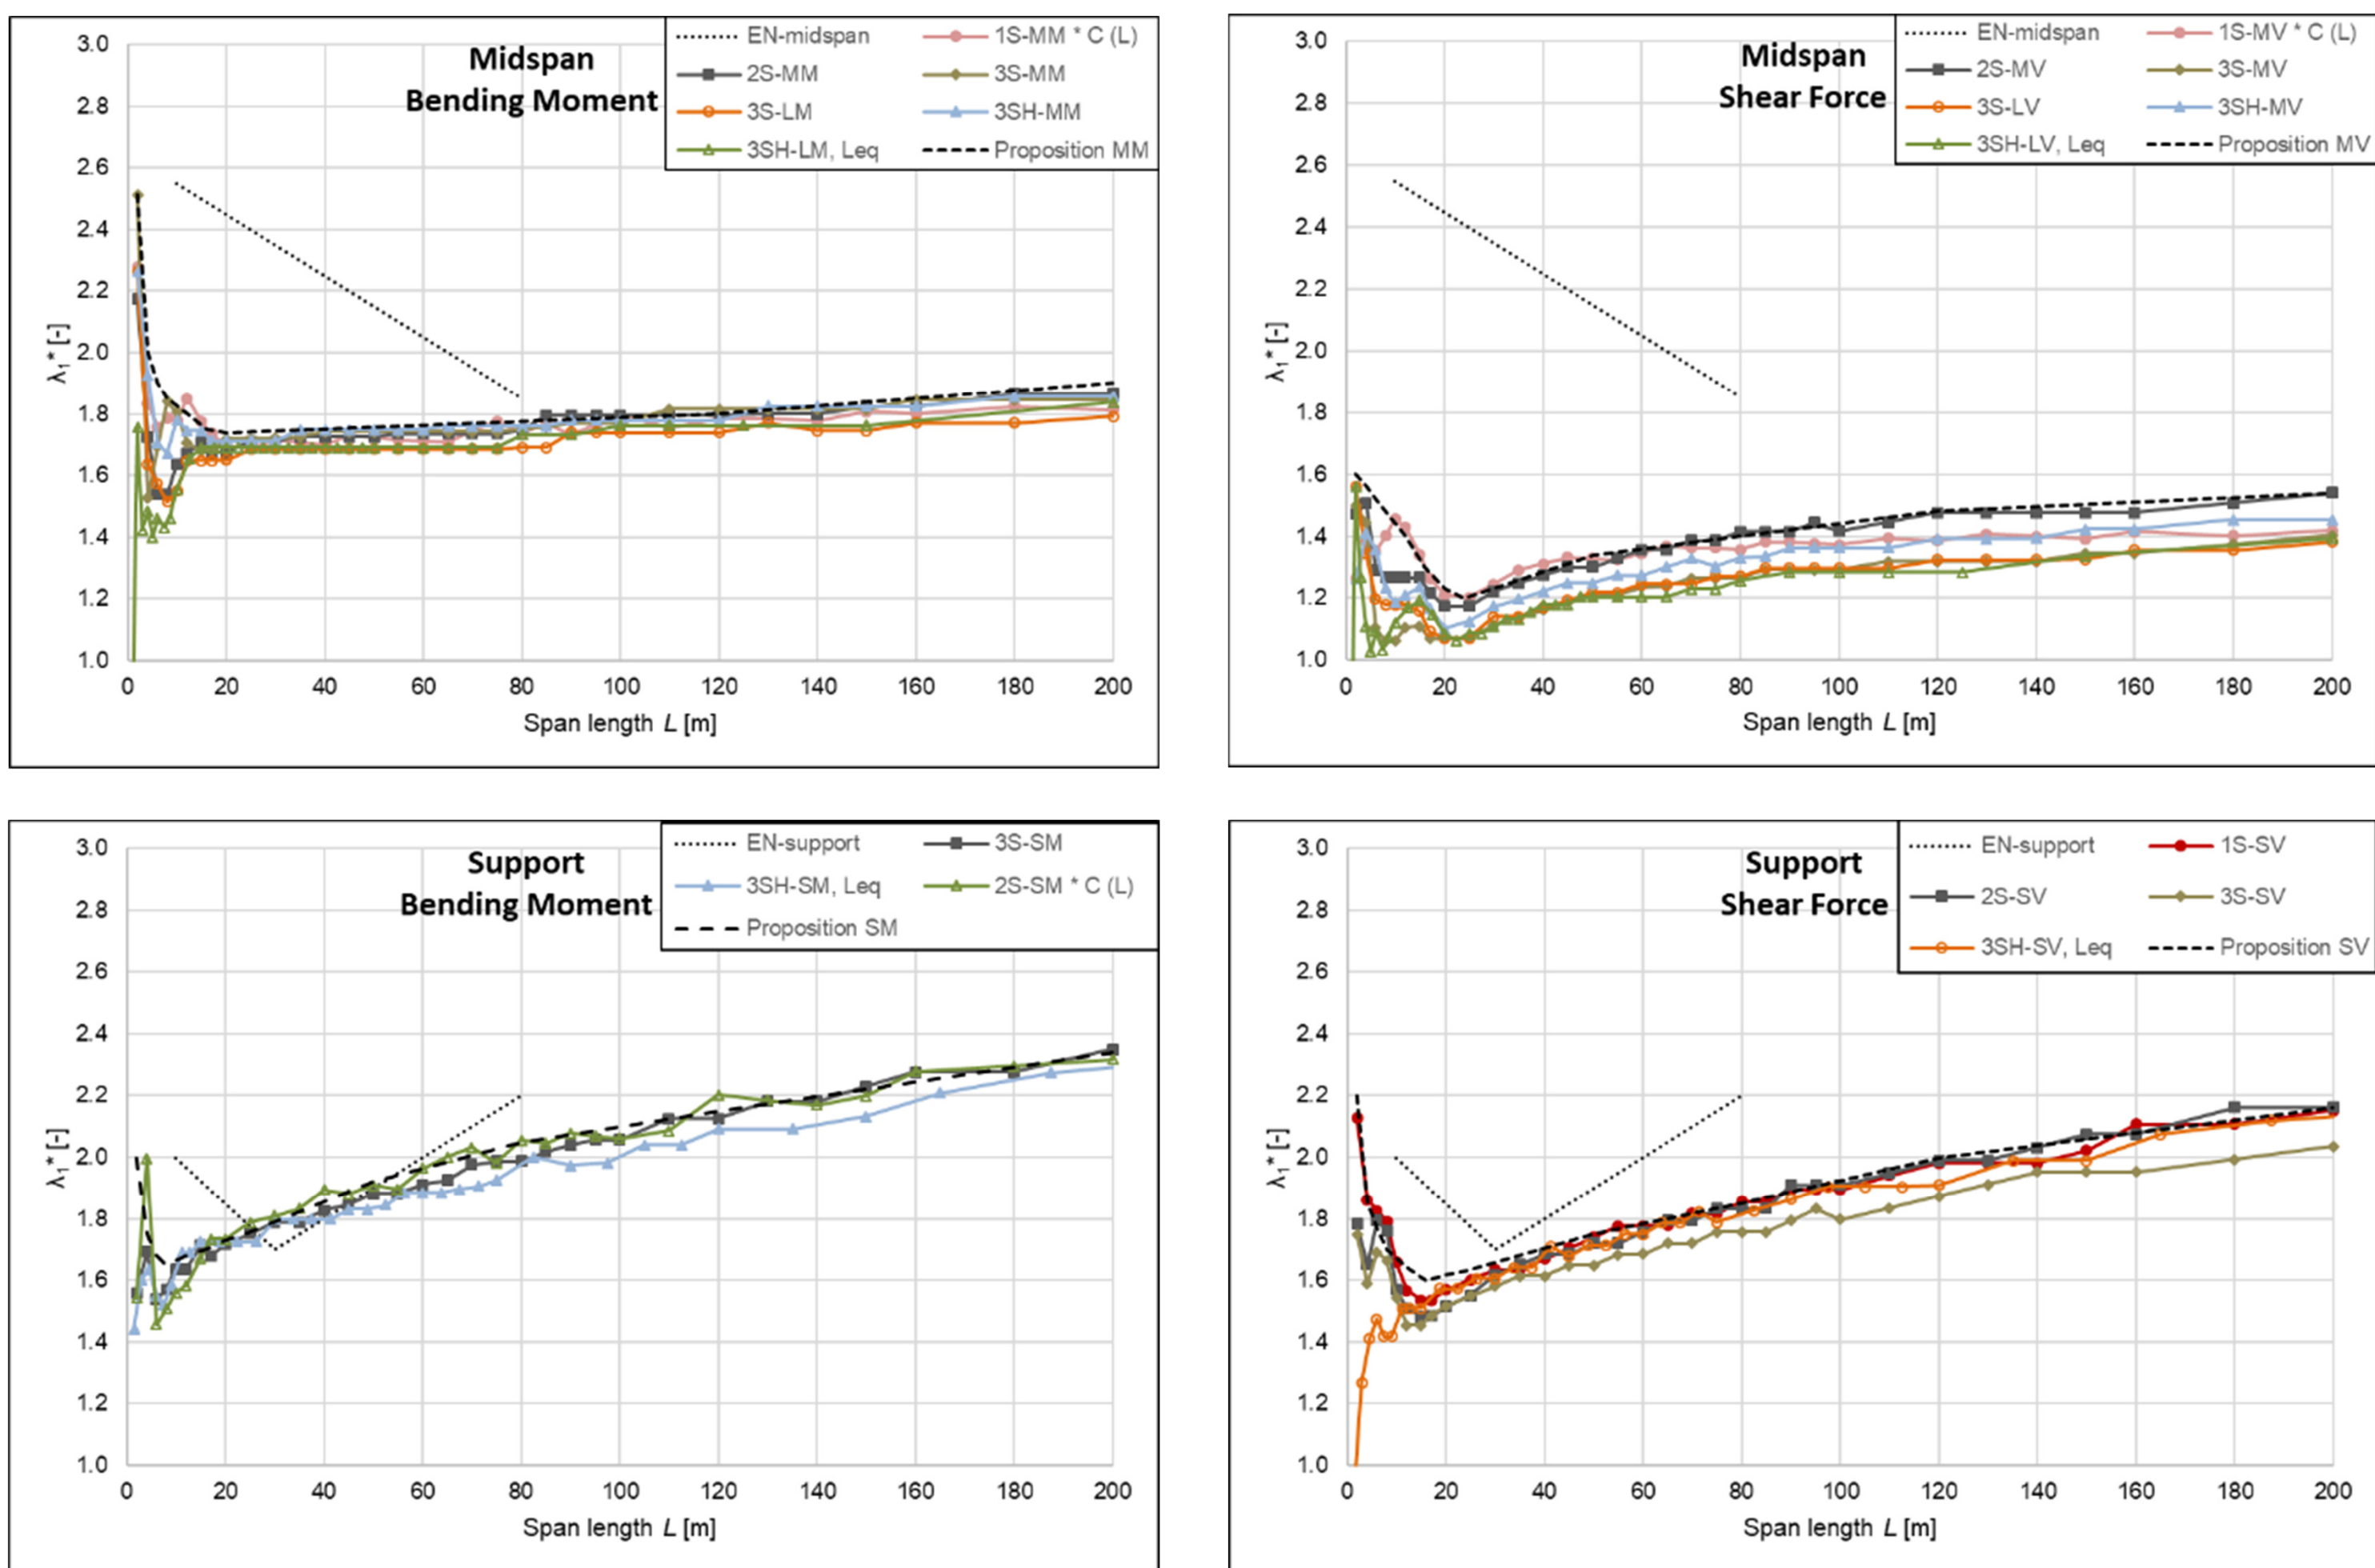 Midspan
Bending Moment
EN-midspan 1S-MM * C (L)
2S-MM 3S-MM
3S-LM 3SH-MM
3SH-LM, Leq Proposition MM
3.0
2.8
2.6
2.4
2.2
2.0
1.8
1.6
1.4
1.2
1.0
λ1* [-]
0 20 40 60 80 100 120 140 160 180 200
Span length L [m]
Midspan
Shear Force
EN-midspan 1S-MV * C (L)
2S-MV 3S-MV
3S-LV 3SH-MV
3SH-LV, Leq Proposition MV
3.0
2.8
2.6
2.4
2.2
2.0
1.8
1.6
1.4
1.2
1.0
λ1* [-]
0 20 40 60 80 100 120 140 160 180 200
Span length L [m]
Support
Bending Moment
EN-support 3S-SM
3SH-SM, Leq 2S-SM * C (L)
Proposition SM
3.0
2.8
2.6
2.4
2.2
2.0
1.8
1.6
1.4
1.2
1.0
λ1* [-]
0 20 40 60 80 100 120 140 160 180 200
Span length L [m]
Support
Shear Force
EN-support 1S-SV
2S-SV 3S-SV
3SH-SV, Leq Proposition SV
3.0
2.8
2.6
2.4
2.2
2.0
1.8
1.6
1.4
1.2
1.0
λ1* [-]
0 20 40 60 80 100 120 140 160 180 200
Span length L [m]